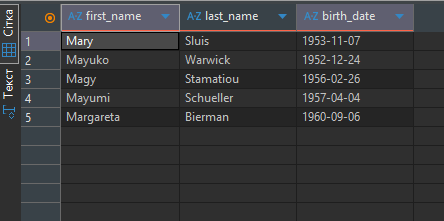 A-Z first_name A-Z last_name A-Z birth_date
1 Mary Sluis 1953-11-07
2 Mayuko Warwick 1952-12-24
3 Magy Stamatiou 1956-02-26
4 Mayumi Schueller 1957-04-04
5 Margareta Bierman 1960-09-06
Сітка
Текст